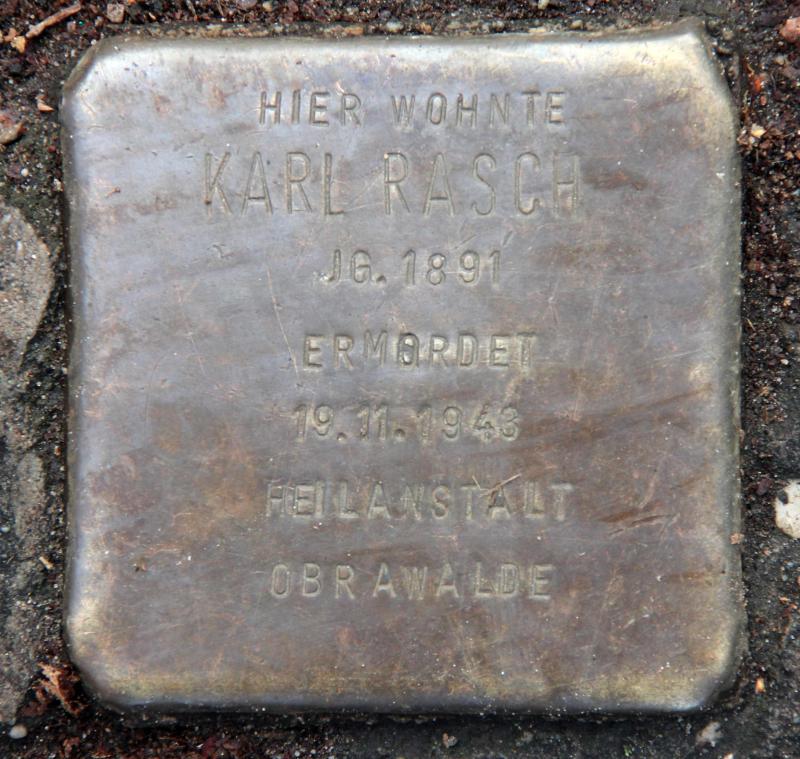 HIER WOHNTE
KARL RASCH
JG. 1891
ERMORDET
19.11.1943
HEILANSTALT
OBRAWALDE